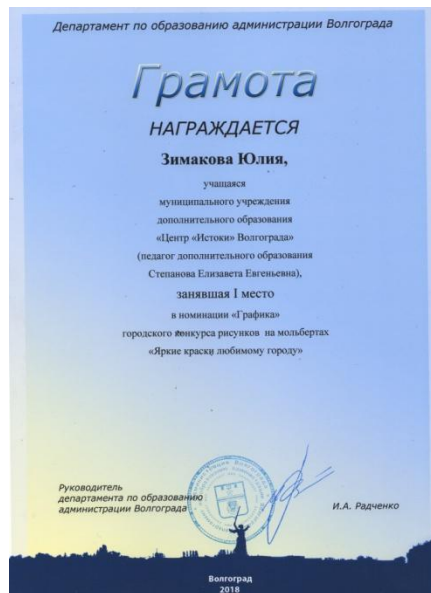 Департамент по образованию администрации Волгограда
Грамота
НАГРАЖДАЕТСЯ
Зимакова Юлия,
учащаяся
муниципального учреждения
дополнительного образования
«Центр «Истоки» Волгограда»
(педагог дополнительного образования
Степанова Елизавета Евгеньевна),
занявшая I место
в номинации «Графика»
городского конкурса рисунков на мольбертах
«Яркие краски любимому городу»
Руководитель
департамента по образованию
администрации Волгограда
И.А. Радченко
Волгоград
2018